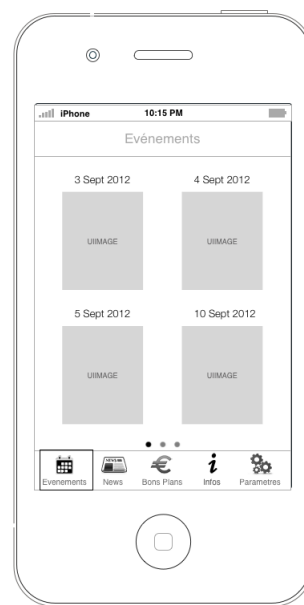 iPhone 10:15 PM
Evénements
3 Sept 2012 4 Sept 2012
UIIMAGE UIIMAGE
5 Sept 2012 10 Sept 2012
UIIMAGE UIIMAGE
Evenements News Bons Plans Infos Parametres